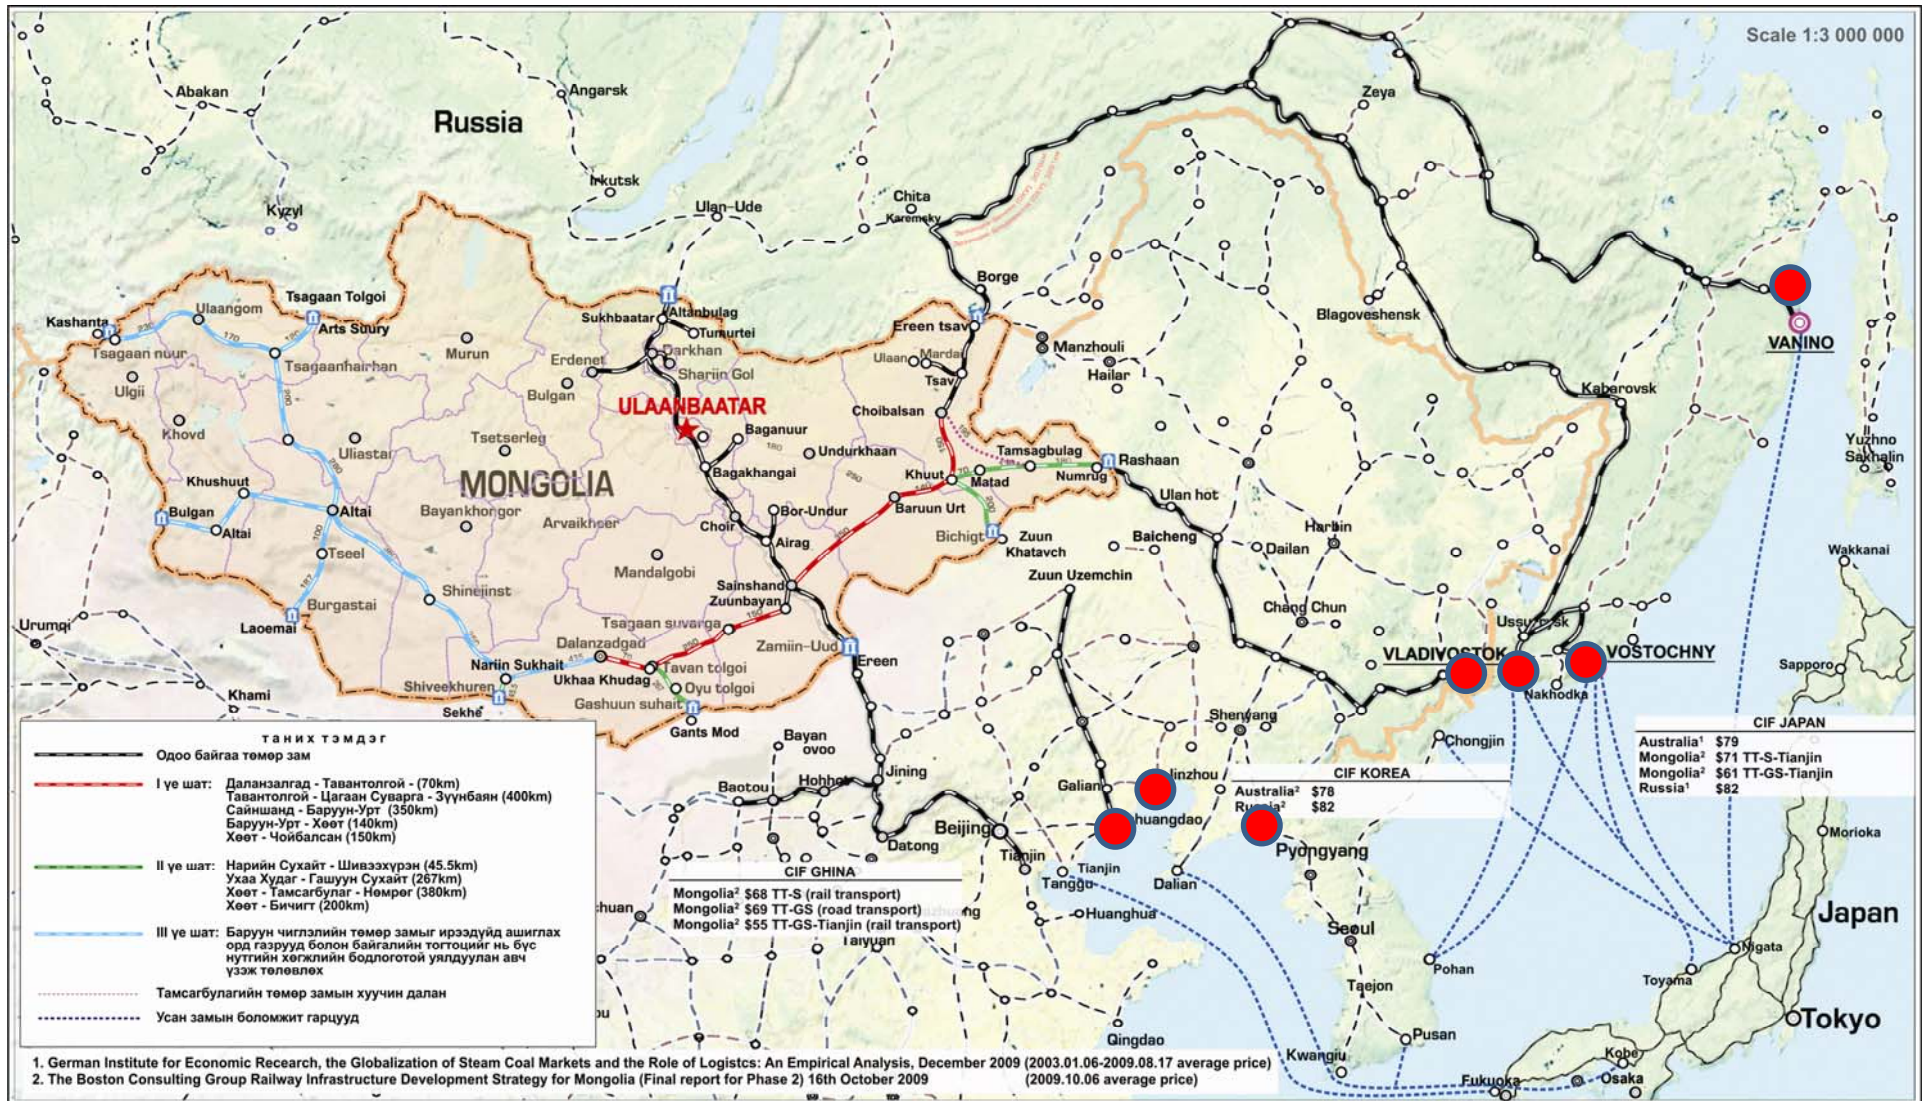 Scale 1:3 000 000
Abakan
Angarsk
Zeya
Russia
Irkutsk
Kyzyl
Ulan-Ude
Chita
Karemsky
Borge
Tsagaan Tolgoi
Ulaangom
Kashanta
Arts Suury
Tsagaan nuur
Tsagaanhairhan
Ulgii
Khovd
Murun
Sukhbaatar
Altanbulag
Tumurtei
Erdenet
Darkhan
Shariin Gol
Bulgan
ULAANBAATAR
Ereen tsav
Ulaan
Mardai
Tsav
Manzhouli
Hailar
Blagoveshensk
VANINO
Kabarovsk
Choibalsan
Baganuur
Undurkhaan
Tsetserleg
Uliastai
Tamsagbulag
Rashaan
Yuzhno
Sakhalin
Khushuut
MONGOLIA
Bagakhangai
Khuut
Matad
Numrug
Ulan hot
Bulgan
Altai
Altai
Bayankhongor
Arvaikheer
Bor-Undur
Baruun Urt
Choir
Airag
Bichigt
Zuun
Khatavch
Baicheng
Harbin
Dailan
Wakkanai
Tseel
Shinejinst
Mandalgobi
Sainshand
Zuunbayan
Zuun Uzemchin
Chang Chun
Burgastai
Laoemai
Urumqi
Tsagaan suvarga
Dalanzadgad
Zamiin-Uud
Ereen
VLADIVOSTOK
VOSTOCHNY
Nakhodka
Sapporo
Nariin Sukhait
Tavan tolgoi
Ukhaa Khudag
Oyu tolgoi
Shiveekhuren
Gashuun suhait
Sekhe
Gants Mod
Khami
Shenyang
Chongjin
CIF JAPAN
Australia¹ $79
Mongolia² $71 TT-S-Tianjin
Mongolia² $61 TT-GS-Tianjin
Russia¹ $82
таних тэмдэг
Одоо байгаа төмөр зам
I үе шат: Даланзалгад - Тавантолгой - (70km)
Тавантолгой - Цагаан Суварга - Зүүнбаян (400km)
Сайншанд - Баруун-Урт (350km)
Баруун-Урт - Хөөт (140km)
Хөөт - Чойбалсан (150km)
II үе шат: Нарийн Сухайт - Шивээхүрэн (45.5km)
Ухаа Худаг - Гашуун Сухайт (267km)
Хөөт - Тамсагбулаг - Нөмрөг (380km)
Хөөт - Бичигт (200km)
III үе шат: Баруун чиглэлийн төмөр замыг ирээдүйд ашиглах
орд газрууд болон байгалийн тогтоцийг нь бүс
нутгийн хөгжлийн бодлоготой уялдуулан авч
үзэж төлөвлөх
Тамсагбулагийн төмөр замын хуучин далан
Усан замын боломжит гарцууд
Bayan
ovoo
Baotou
Hohhot
Jining
Datong
Beijing
Tianjin
Tianjin
Tanggu
Galian
huangdao
Jinzhou
Dalian
Huanghua
CIF KOREA
Australia² $78
Russia² $82
Pyongyang
Seoul
Taejon
Pohan
Pusan
Kwangju
CIF GHINA
Mongolia² $68 TT-S (rail transport)
Mongolia² $69 TT-GS (road transport)
Mongolia² $55 TT-GS-Tianjin (rail transport)
Taiyuan
Qingdao
Morioka
Japan
Nigata
Toyama
Tokyo
Kobe
Osaka
Fukuoka
1. German Institute for Economic Recearch, the Globalization of Steam Coal Markets and the Role of Logistcs: An Empirical Analysis, December 2009 (2003.01.06-2009.08.17 average price)
2. The Boston Consulting Group Railway Infrastructure Development Strategy for Mongolia (Final report for Phase 2) 16th October 2009 (2009.10.06 average price)